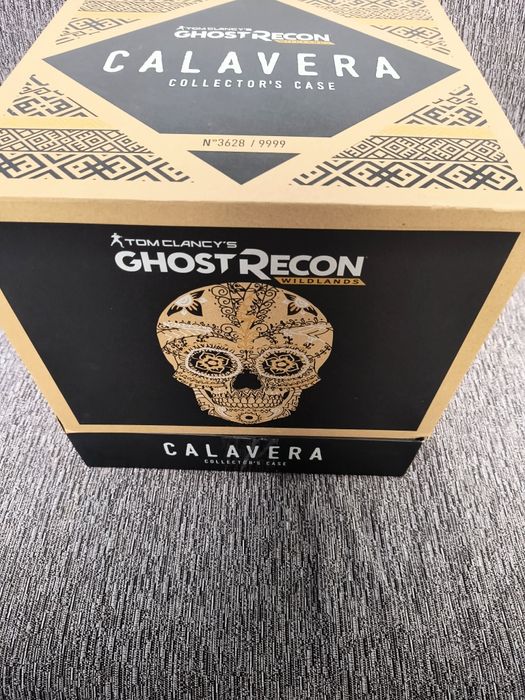 TOM CLANCY'S
GHOST RECON
WILDLANDS
CALAVERA
COLLECTOR'S CASE
N°3628 / 9999
TOM CLANCY'S
GHOST RECON
WILDLANDS
CALAVERA
COLLECTOR'S CASE